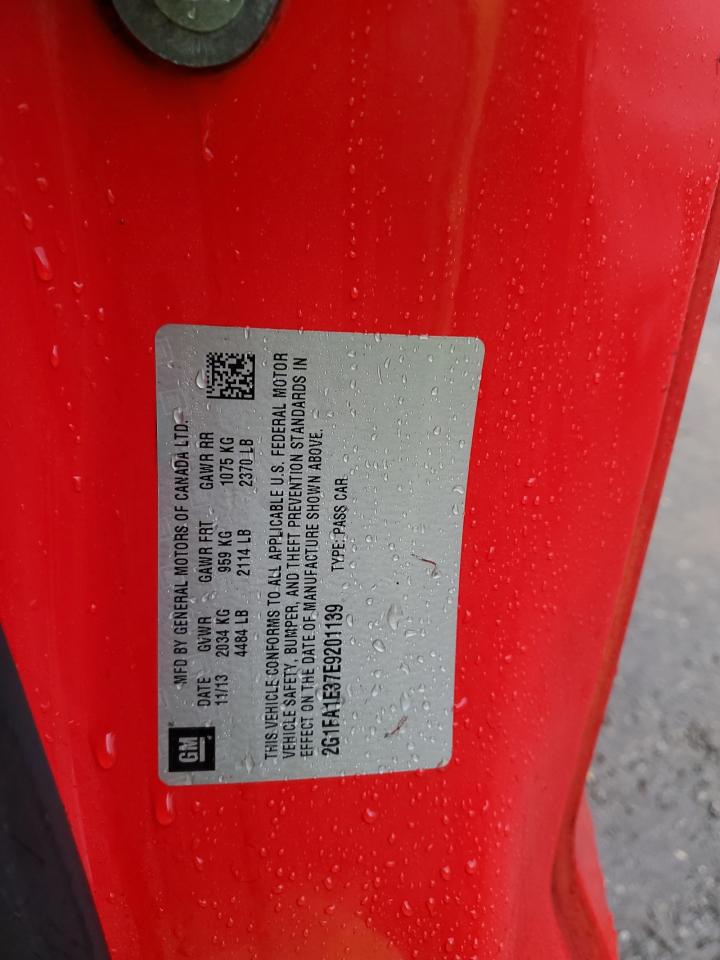 GM
MFD BY GENERAL MOTORS OF CANADA LTD.
DATE GVWR GAWR FRT GAWR RR
11/13 2034 KG 959 KG 1075 KG
4484 LB 2114 LB 2370 LB
THIS VEHICLE CONFORMS TO ALL APPLICABLE U.S. FEDERAL MOTOR
VEHICLE SAFETY, BUMPER, AND THEFT PREVENTION STANDARDS IN
EFFECT ON THE DATE OF MANUFACTURE SHOWN ABOVE.
2G1FA1E37E9201139 TYPE: PASS CAR